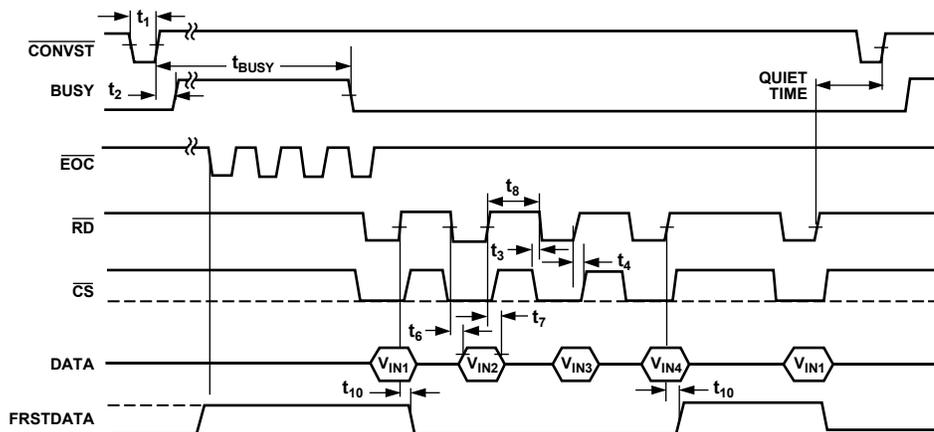 t1
CONVST
tBUSY
t2
BUSY
QUIET
TIME
EOC
t8
RD
t3
t4
CS
t6
t7
DATA
VIN1
VIN2
VIN3
VIN4
VIN1
t10
t10
FRSTDATA